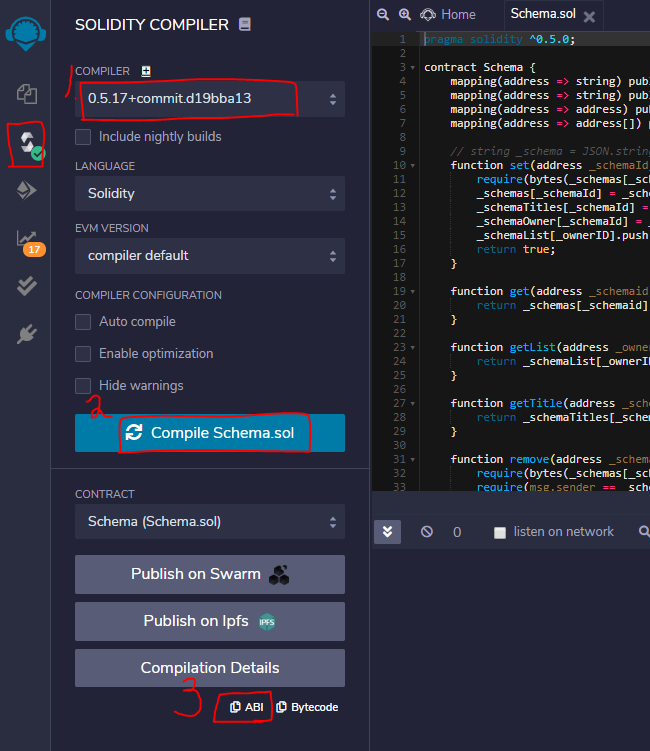 SOLIDITY COMPILER
1
COMPILER
0.5.17+commit.d19bba13
Include nightly builds
LANGUAGE
Solidity
EVM VERSION
compiler default
17
COMPILER CONFIGURATION
Auto compile
Enable optimization
Hide warnings
2
Compile Schema.sol
CONTRACT
Schema (Schema.sol)
Publish on Swarm
Publish on Ipfs IPFS
Compilation Details
3
ABI Bytecode
Home Schema.sol
1 pragma solidity ^0.5.0;
2
3 contract Schema {
4 mapping(address => string) publ
5 mapping(address => string) publ
6 mapping(address => address) pub
7 mapping(address => address[])
8
9 // string _schema = JSON.string
10 function set(address _schemaId
11 require(bytes(_schemas[_sch
12 _schemas[_schemaId] = _sche
13 _schemaTitles[_schemaId] =
14 _schemaOwner[_schemaId] =
15 _schemaList[_ownerID].push
16 return true;
17 }
18
19 function get(address _schemaid
20 return _schemas[_schemaid]
21 }
22
23 function getList(address _owner
24 return _schemaList[_ownerID
25 }
26
27 function getTitle(address _sche
28 return _schemaTitles[_schem
29 }
30
31 function remove(address _schema
32 require(bytes(_schemas[_sch
33 require(msg.sender == _schem
0 listen on network